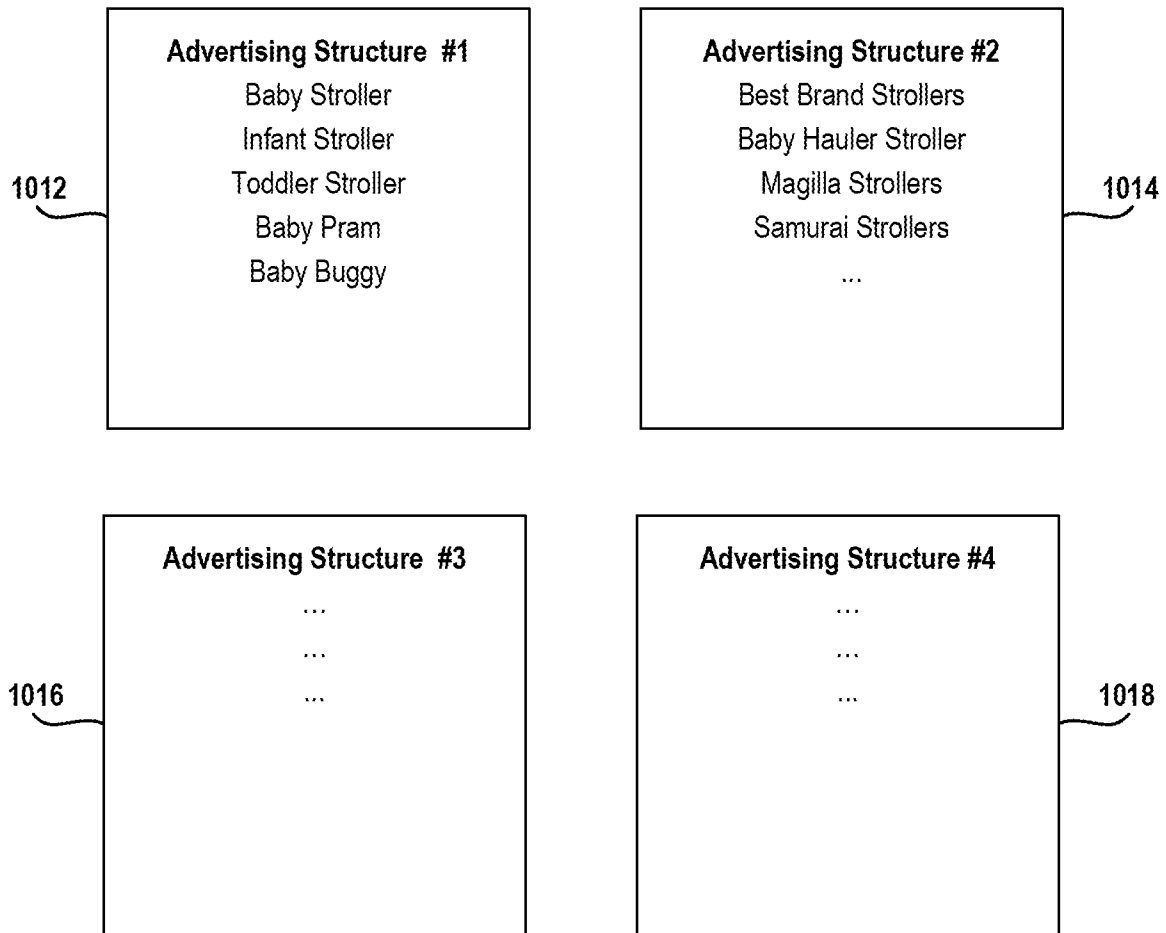 Advertising Structure #1
Baby Stroller
Infant Stroller
Toddler Stroller
Baby Pram
Baby Buggy
1012
Advertising Structure #2
Best Brand Strollers
Baby Hauler Stroller
Magilla Strollers
Samurai Strollers
...
1014
Advertising Structure #3
...
...
...
1016
Advertising Structure #4
...
...
...
1018